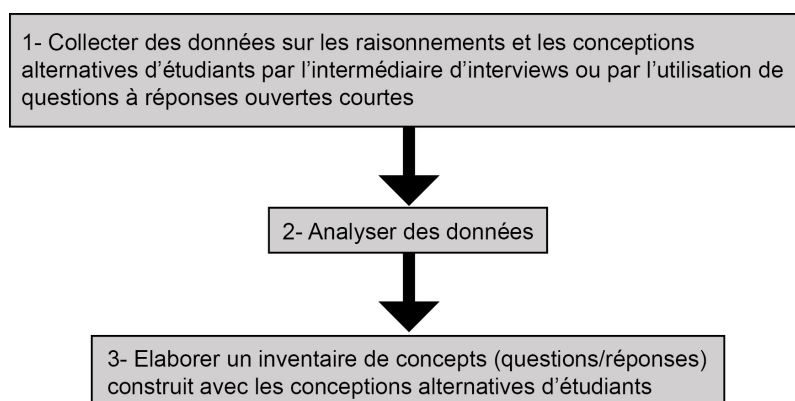 1- Collecter des données sur les raisonnements et les conceptions
alternatives d’étudiants par l’intermédiaire d’interviews ou par l’utilisation de
questions à réponses ouvertes courtes
2- Analyser des données
3- Elaborer un inventaire de concepts (questions/réponses)
construit avec les conceptions alternatives d’étudiants